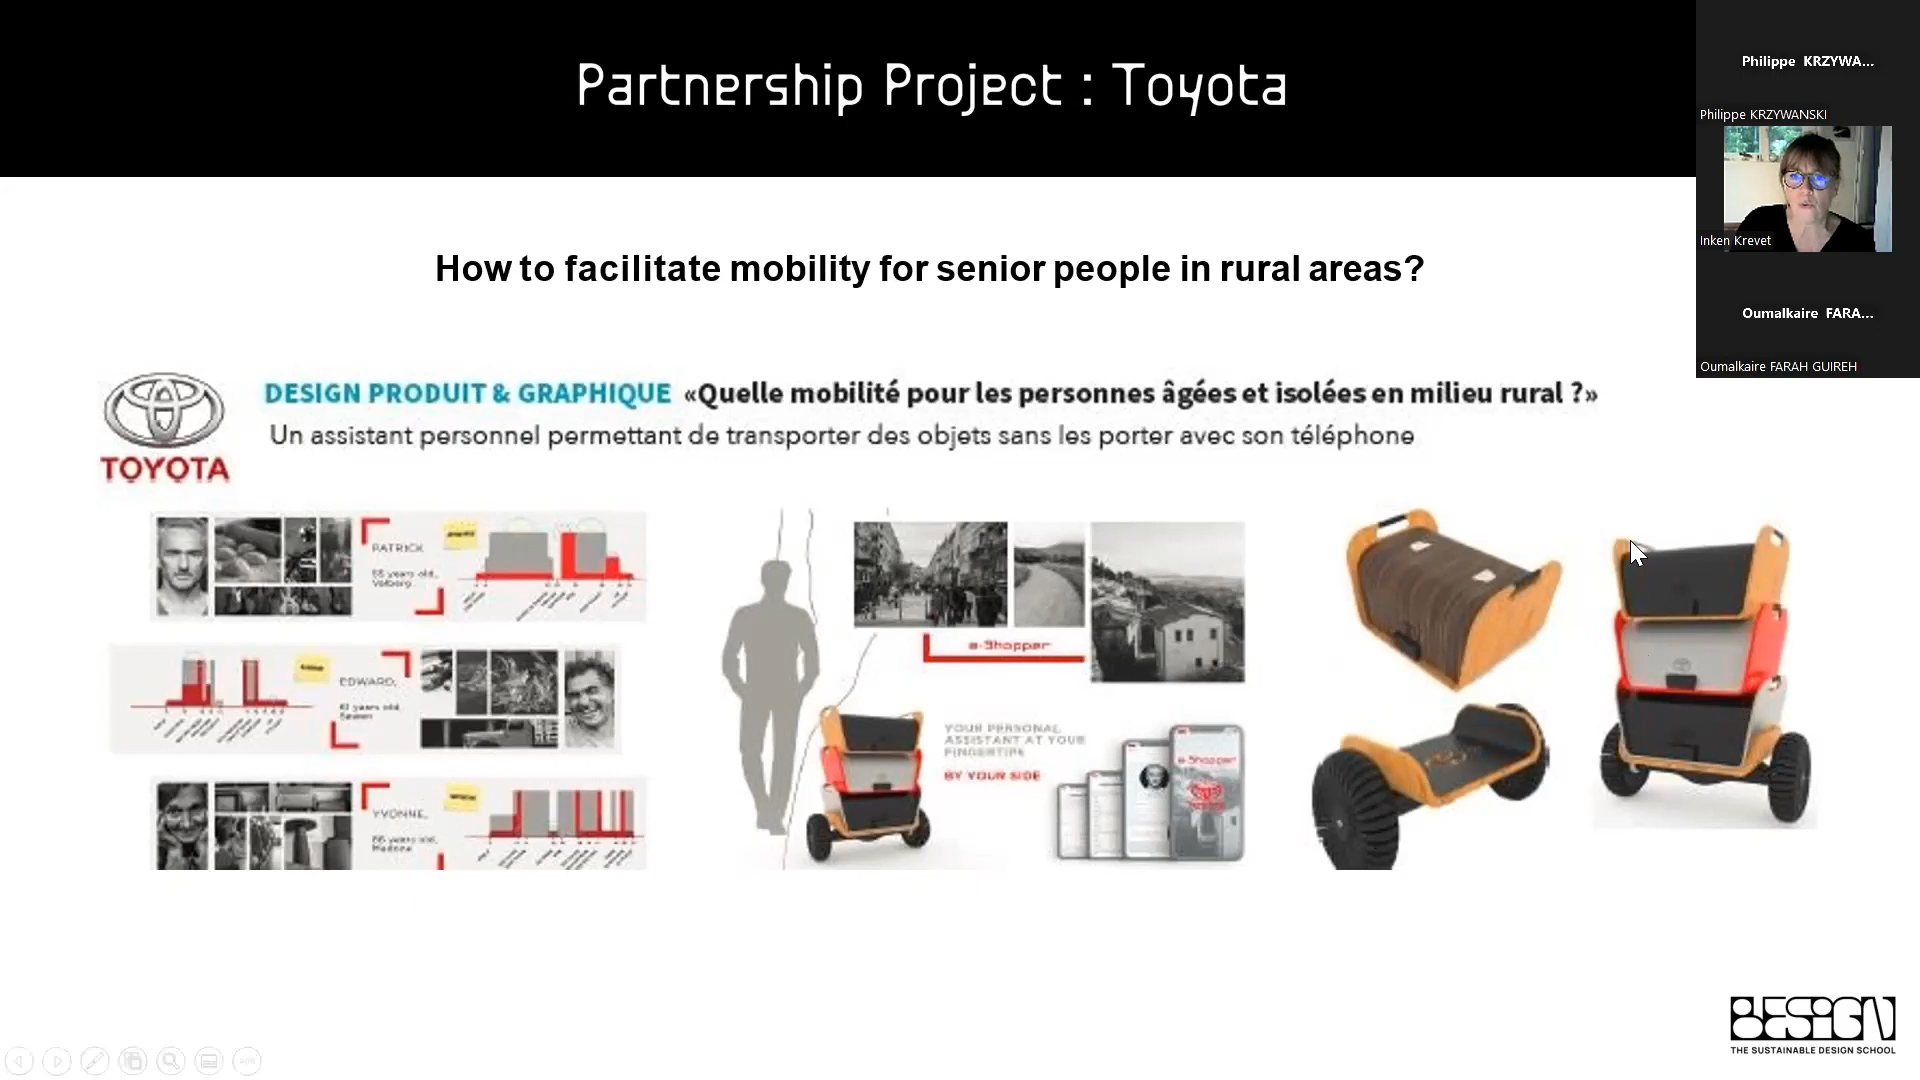 Partnership Project : Toyota
Philippe KRZYWA...
Philippe KRZYWANSKI
Inken Krevet
Oumalkaire FARA...
Oumalkaire FARAH GUIREH
How to facilitate mobility for senior people in rural areas?
TOYOTA
DESIGN PRODUIT & GRAPHIQUE «Quelle mobilité pour les personnes âgées et isolées en milieu rural ?»
Un assistant personnel permettant de transporter des objets sans les porter avec son téléphone
PATRICK
EDWARD,
YVONNE,
e-Shopper
YOUR PERSONAL
ASSISTANT AT YOUR
FINGERTIPS
BY YOUR SIDE
e-Shopper
DESIGN
THE SUSTAINABLE DESIGN SCHOOL